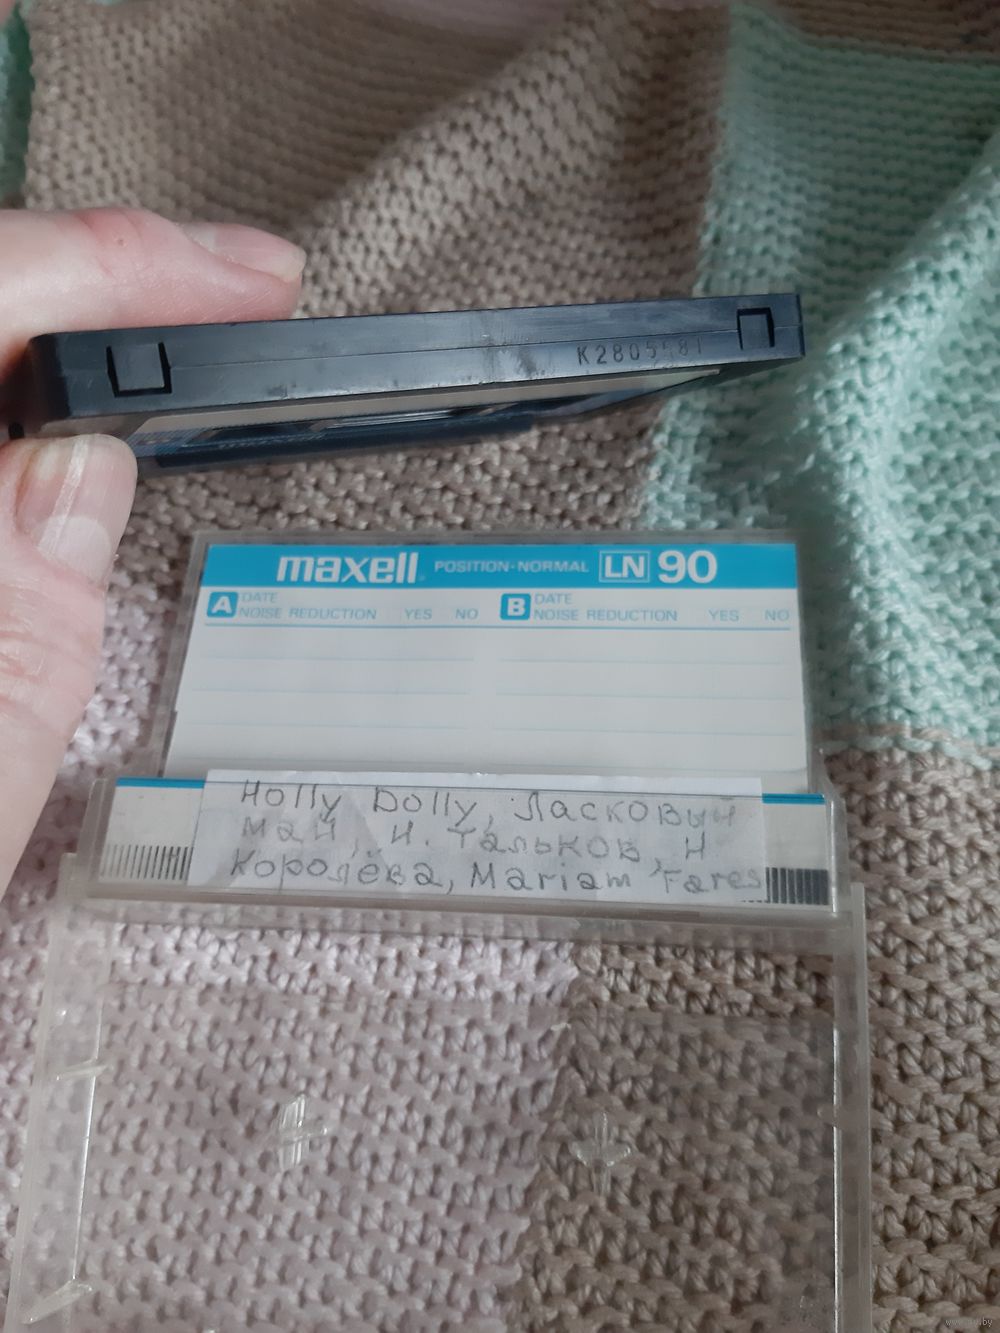 maxell POSITION-NORMAL LN 90
A DATE
NOISE REDUCTION YES NO
B DATE
NOISE REDUCTION YES NO
Holly Dolly, Ласковый
май, И. Тальков, Н
Королёва, Mariam Fares